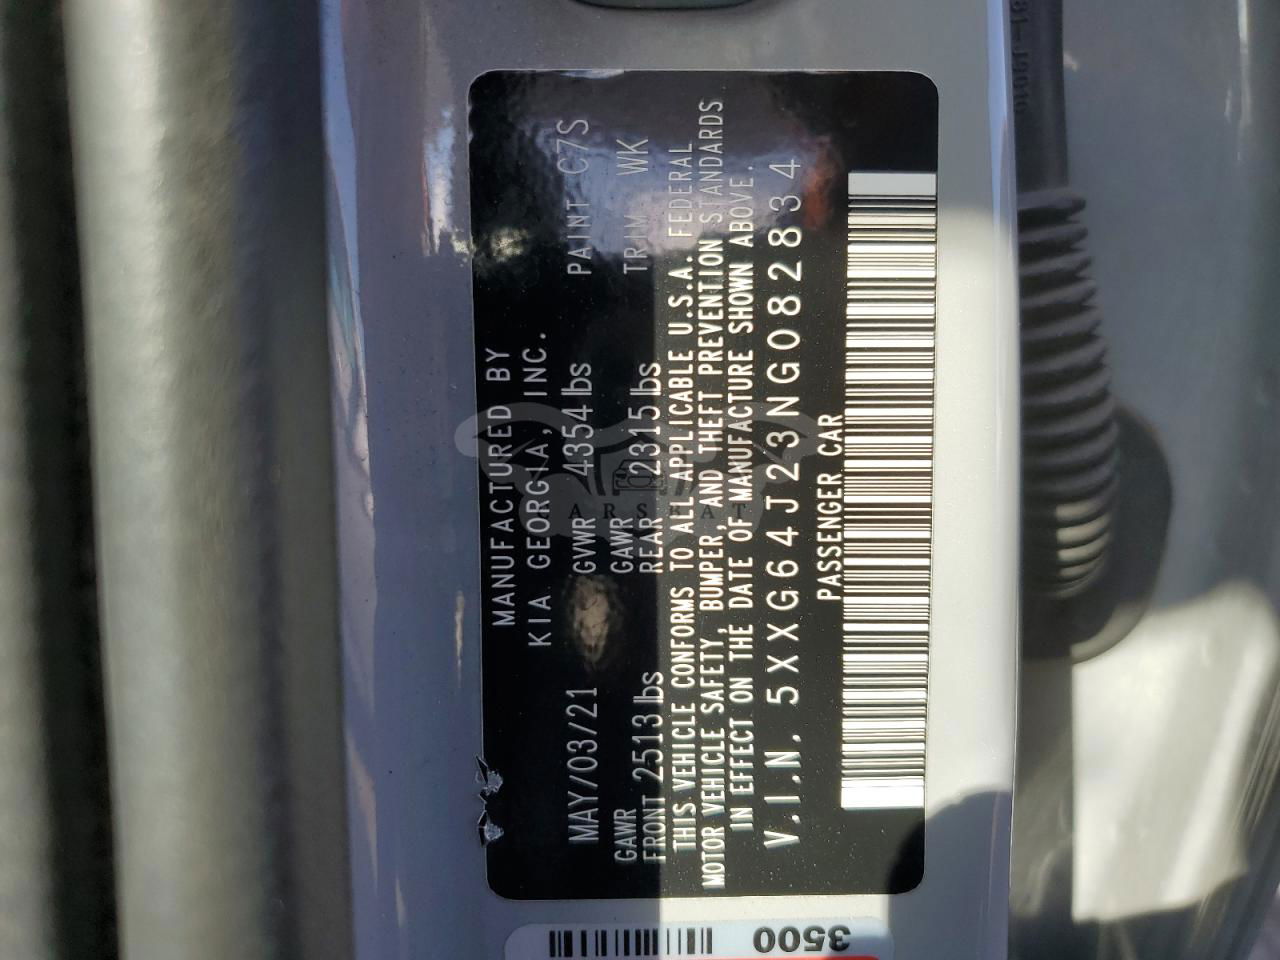 MANUFACTURED BY
KIA GEORGIA, INC.
MAY/03/21 GVWR 4354 lbs PAINT C7S
GAWR GAWR
FRONT 2513 lbs REAR 2315 lbs TRIM WK
THIS VEHICLE CONFORMS TO ALL APPLICABLE U.S.A. FEDERAL
MOTOR VEHICLE SAFETY, BUMPER, AND THEFT PREVENTION STANDARDS
IN EFFECT ON THE DATE OF MANUFACTURE SHOWN ABOVE.
V.I.N. 5XXG64J23NG082834
PASSENGER CAR
3500